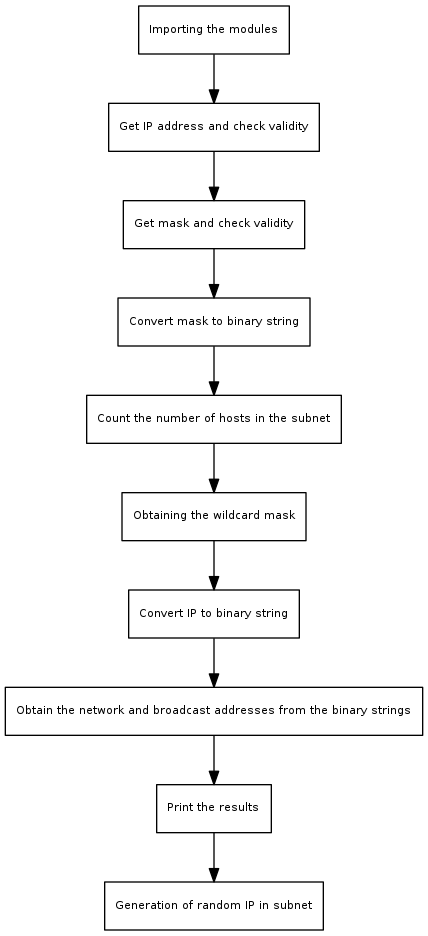 Importing the modules
Get IP address and check validity
Get mask and check validity
Convert mask to binary string
Count the number of hosts in the subnet
Obtaining the wildcard mask
Convert IP to binary string
Obtain the network and broadcast addresses from the binary strings
Print the results
Generation of random IP in subnet